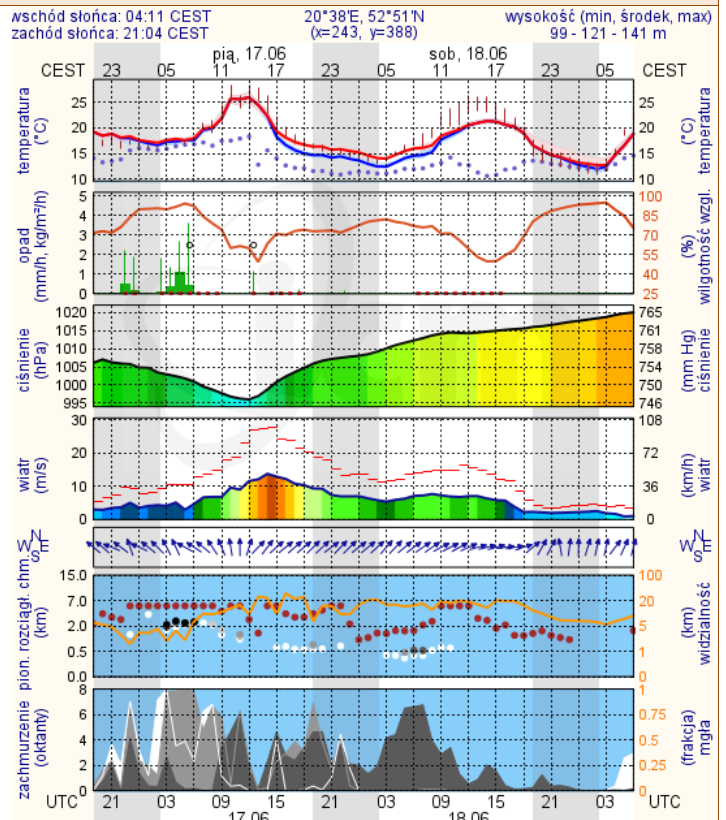 wschód słońca: 04:11 CEST 20°38'E, 52°51'N wysokość (min, środek, max)
zachód słońca: 21:04 CEST (x=243, y=388) 99 - 121 - 141 m
pią, 17.06 sob, 18.06
CEST 23 05 11 17 23 05 11 17 23 05 CEST
temperatura
(°C)
25
20
15
10
25
20
15
10
(°C)
temperatura
opad
(mm/h, kg/m²/h)
5
4
3
2
1
0
100
85
70
55
40
25
(%)
wilgotność wzgl.
ciśnienie
(hPa)
1020
1015
1010
1005
1000
995
765
761
758
754
750
746
(mm Hg)
ciśnienie
wiatr
(m/s)
30
20
10
0
108
72
36
0
(km/h)
wiatr
N
W E
S
N
W E
S
pion. rozciągł. chm.
(km)
15.0
7.0
2.0
0.5
0.0
100
20
5
1
0
(km)
widzialność
zachmurzenie
(oktanty)
8
6
4
2
0
1
0.75
0.5
0.25
0
(frakcja)
mgła
UTC 21 03 09 15 21 03 09 15 21 03 UTC
17.06 18.06